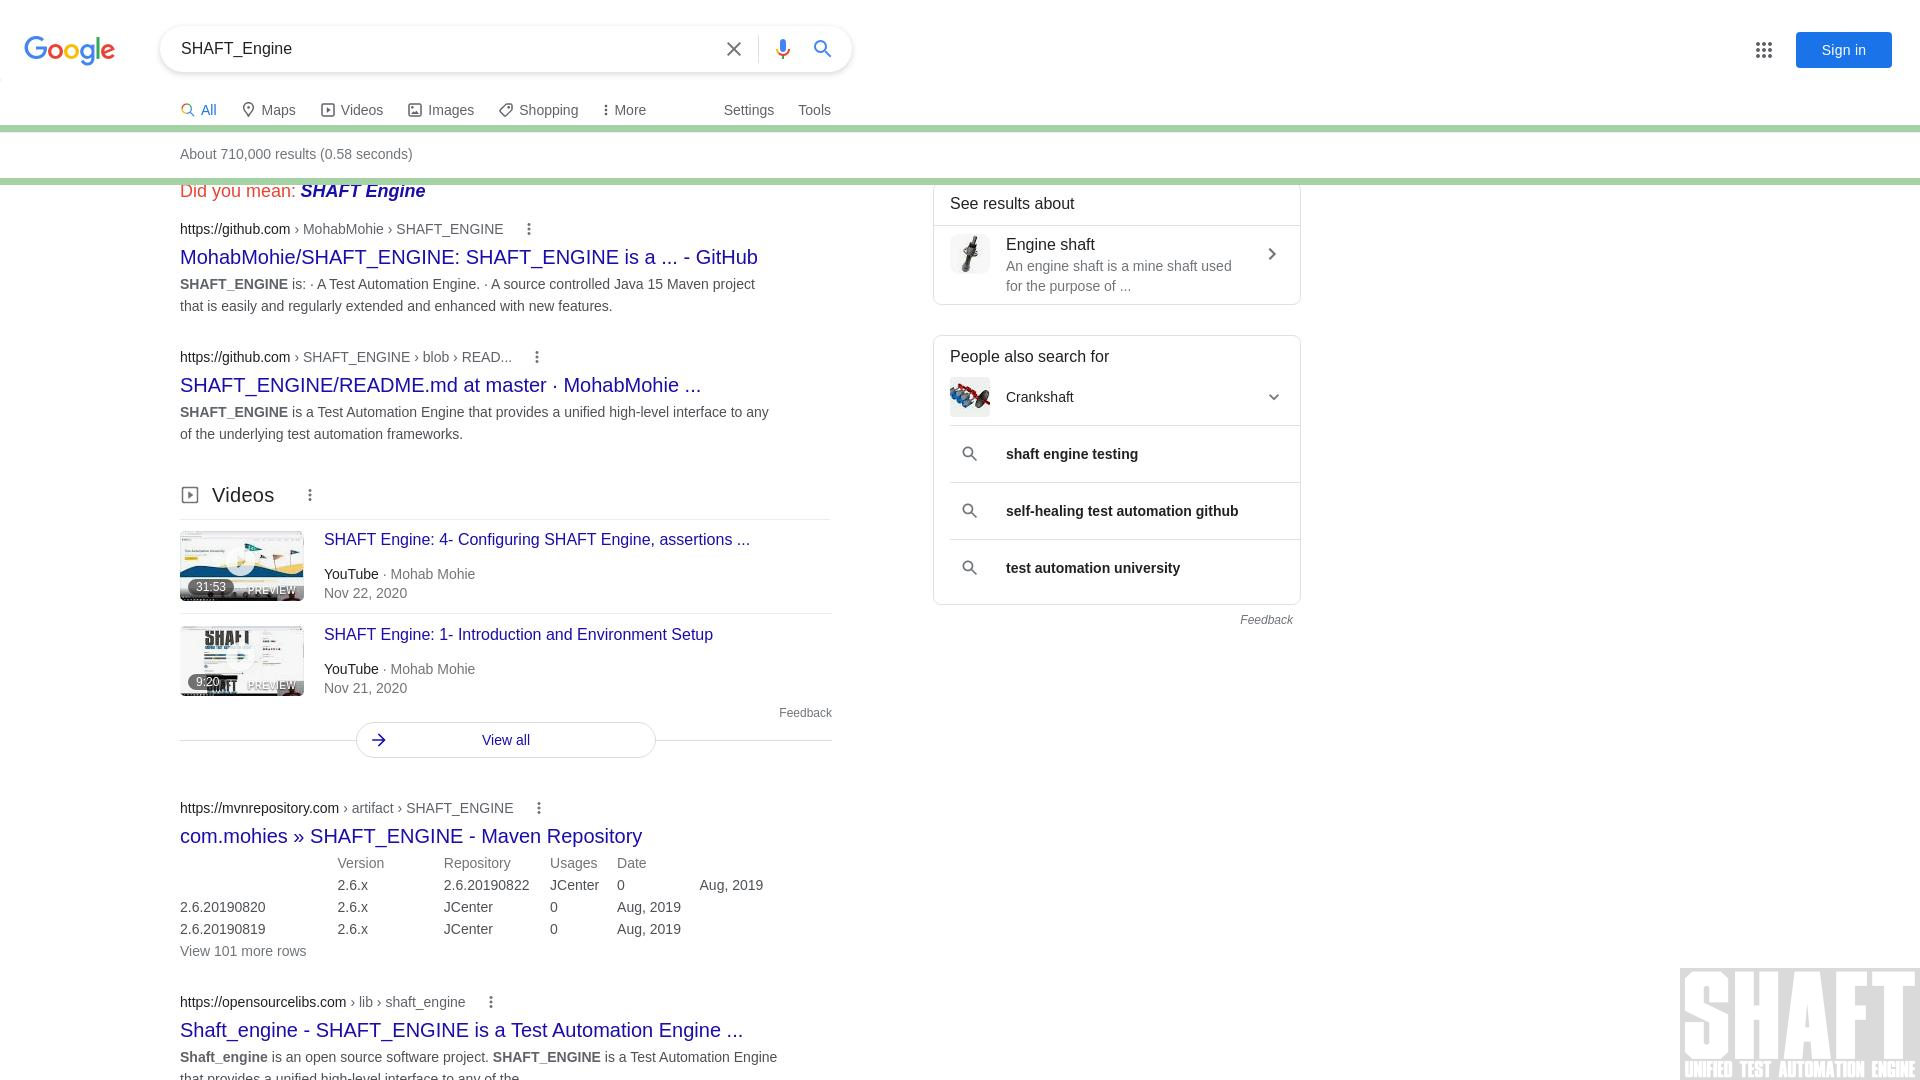 Google
SHAFT_Engine
Sign in
All Maps Videos Images Shopping More Settings Tools
About 710,000 results (0.58 seconds)
Did you mean: SHAFT Engine
https://github.com › MohabMohie › SHAFT_ENGINE
MohabMohie/SHAFT_ENGINE: SHAFT_ENGINE is a ... - GitHub
SHAFT_ENGINE is: · A Test Automation Engine. · A source controlled Java 15 Maven project
that is easily and regularly extended and enhanced with new features.
https://github.com › SHAFT_ENGINE › blob › READ...
SHAFT_ENGINE/README.md at master · MohabMohie ...
SHAFT_ENGINE is a Test Automation Engine that provides a unified high-level interface to any
of the underlying test automation frameworks.
Videos
SHAFT Engine: 4- Configuring SHAFT Engine, assertions ...
31:53 PREVIEW
YouTube · Mohab Mohie
Nov 22, 2020
SHAFT Engine: 1- Introduction and Environment Setup
SHAFT
9:20 PREVIEW
YouTube · Mohab Mohie
Nov 21, 2020
Feedback
View all
https://mvnrepository.com › artifact › SHAFT_ENGINE
com.mohies » SHAFT_ENGINE - Maven Repository
Version Repository Usages Date
2.6.x 2.6.20190822 JCenter 0 Aug, 2019
2.6.20190820 2.6.x JCenter 0 Aug, 2019
2.6.20190819 2.6.x JCenter 0 Aug, 2019
View 101 more rows
https://opensourcelibs.com › lib › shaft_engine
Shaft_engine - SHAFT_ENGINE is a Test Automation Engine ...
Shaft_engine is an open source software project. SHAFT_ENGINE is a Test Automation Engine
that provides a unified high-level interface to any of the
See results about
Engine shaft
An engine shaft is a mine shaft used
for the purpose of ...
People also search for
Crankshaft
shaft engine testing
self-healing test automation github
test automation university
Feedback
SHAFT
UNIFIED TEST AUTOMATION ENGINE